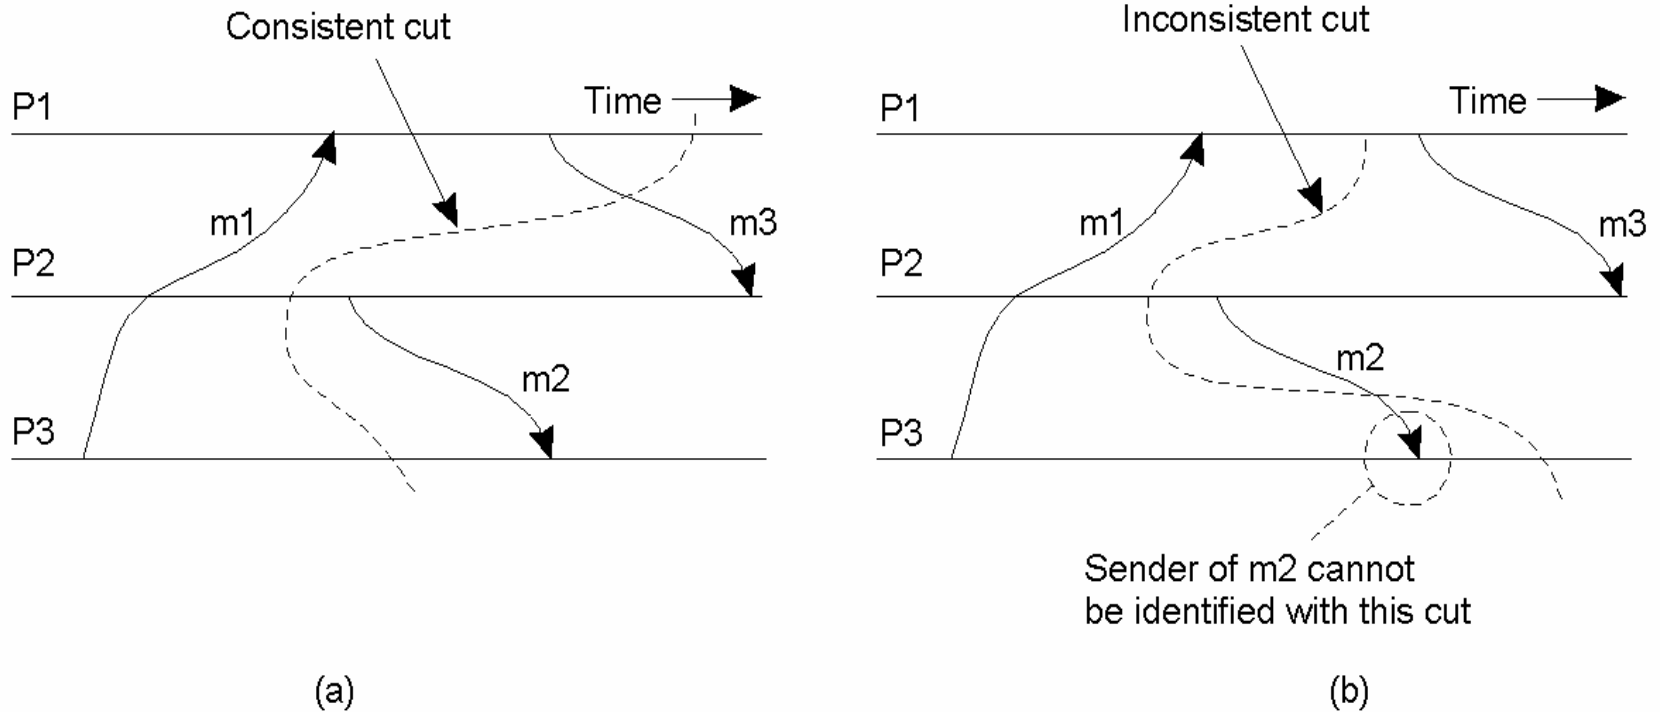 Consistent cut
P1
Time
m1
m3
P2
m2
P3
(a)
Inconsistent cut
P1
Time
m1
m3
P2
m2
P3
Sender of m2 cannot
be identified with this cut
(b)